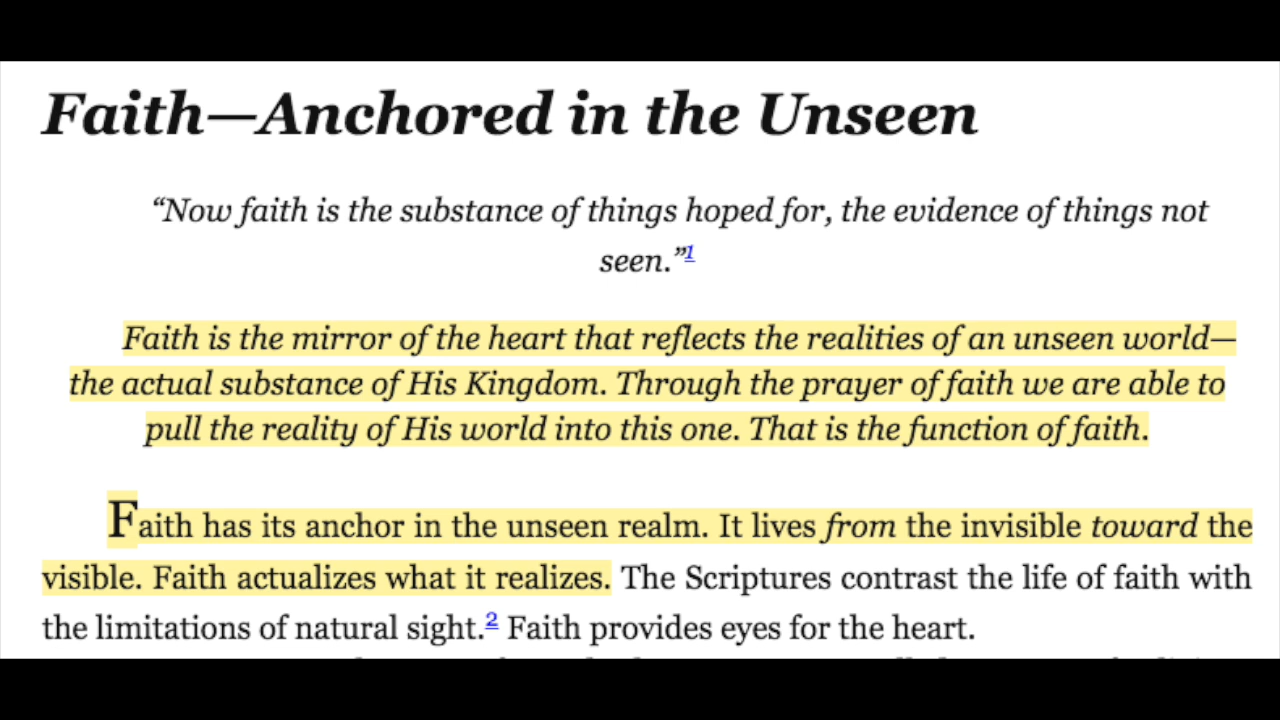 Faith—Anchored in the Unseen
“Now faith is the substance of things hoped for, the evidence of things not
seen.”1
Faith is the mirror of the heart that reflects the realities of an unseen world—
the actual substance of His Kingdom. Through the prayer of faith we are able to
pull the reality of His world into this one. That is the function of faith.
Faith has its anchor in the unseen realm. It lives from the invisible toward the
visible. Faith actualizes what it realizes. The Scriptures contrast the life of faith with
the limitations of natural sight.2 Faith provides eyes for the heart.